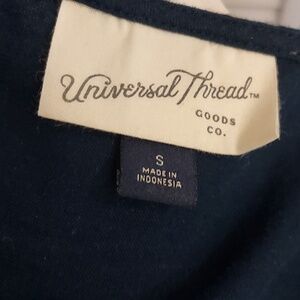 Universal Thread™
GOODS
CO.
S
MADE IN
INDONESIA